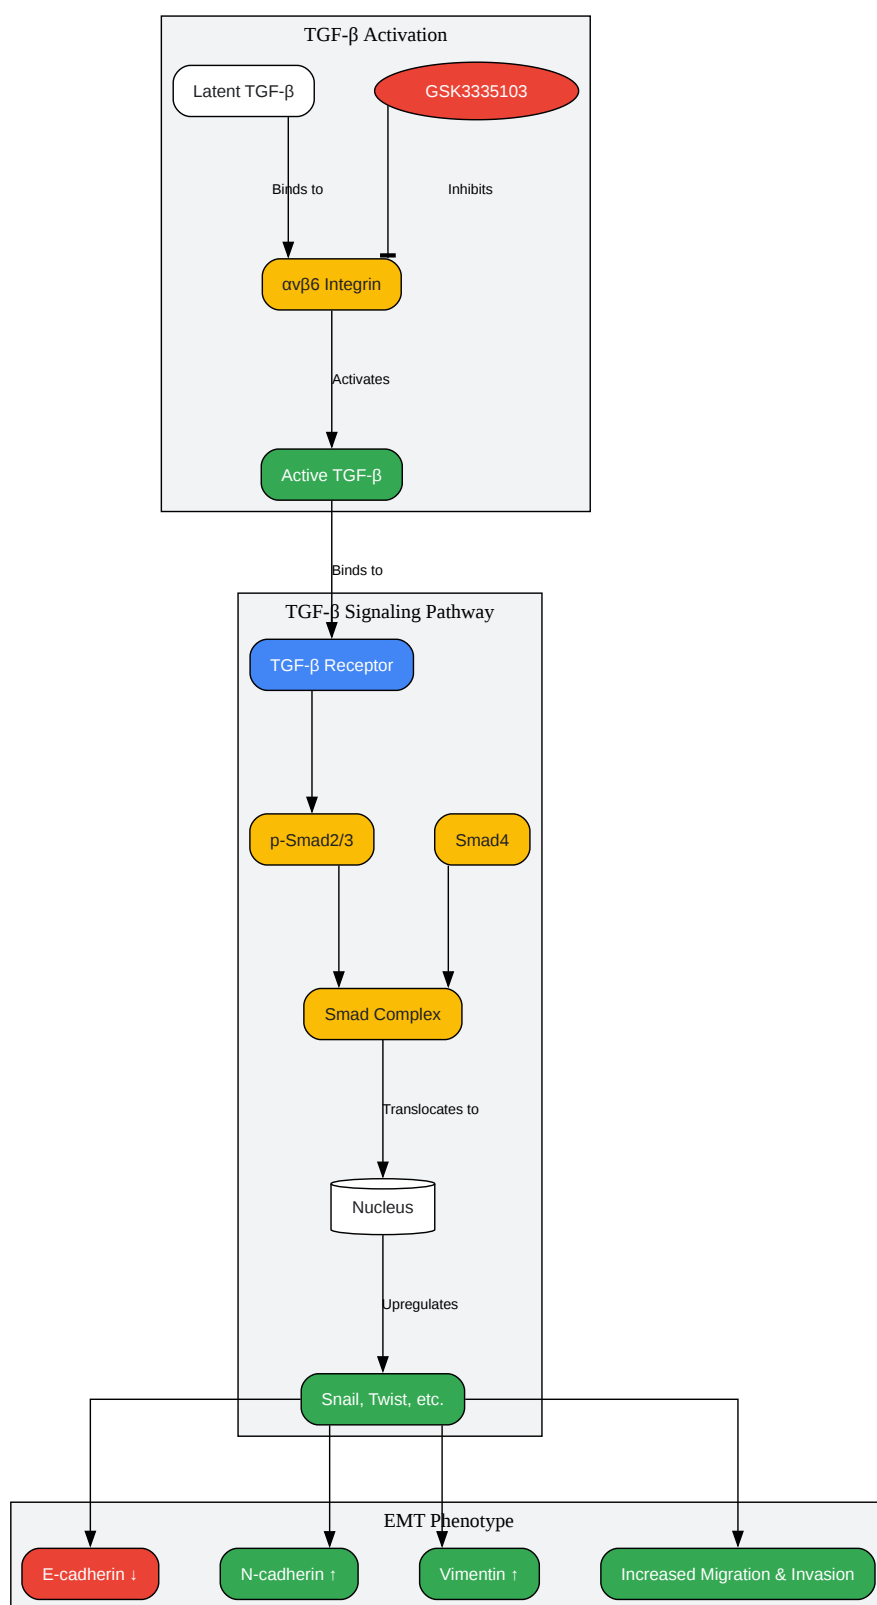 TGF-β Activation
Latent TGF-β
GSK3335103
Binds to
Inhibits
αvβ6 Integrin
Activates
Active TGF-β
Binds to
TGF-β Signaling Pathway
TGF-β Receptor
p-Smad2/3
Smad4
Smad Complex
Translocates to
Nucleus
Upregulates
Snail, Twist, etc.
EMT Phenotype
E-cadherin ↓
N-cadherin ↑
Vimentin ↑
Increased Migration & Invasion